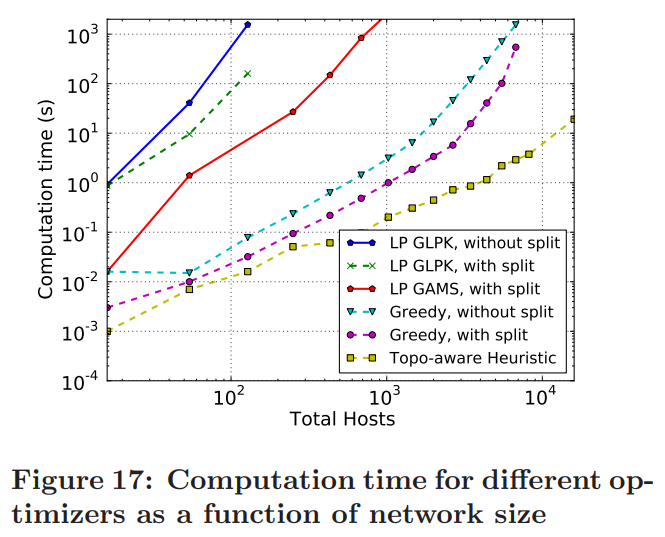 10^3
10^2
10^1
10^0
10^-1
10^-2
10^-3
10^-4
Computation time (s)
LP GLPK, without split
LP GLPK, with split
LP GAMS, with split
Greedy, without split
Greedy, with split
Topo-aware Heuristic
10^2 10^3 10^4
Total Hosts
Figure 17: Computation time for different op-
timizers as a function of network size